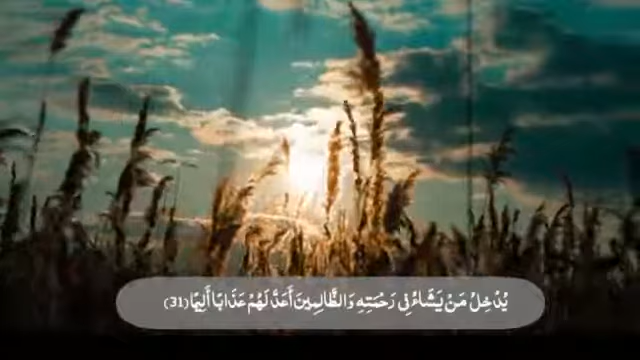 يُدْخِلُ مَنْ يَشَاءُ فِي رَحْمَتِهِ وَالظَّالِمِينَ أَعَدَّ لَهُمْ عَذَابًا أَلِيمًا (31)